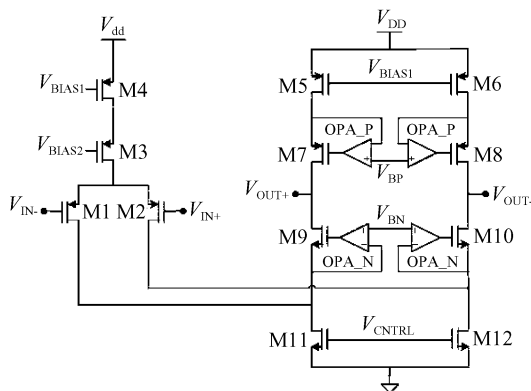 Vdd
VDD
VBIAS1
M4
M5
VBIAS1
M6
OPA_P
OPA_P
VBIAS2
M3
M7
M8
VBP
VOUT+
VOUT-
VIN-
M1
M2
VIN+
VBN
M9
M10
OPA_N
OPA_N
M11
VCNTRL
M12